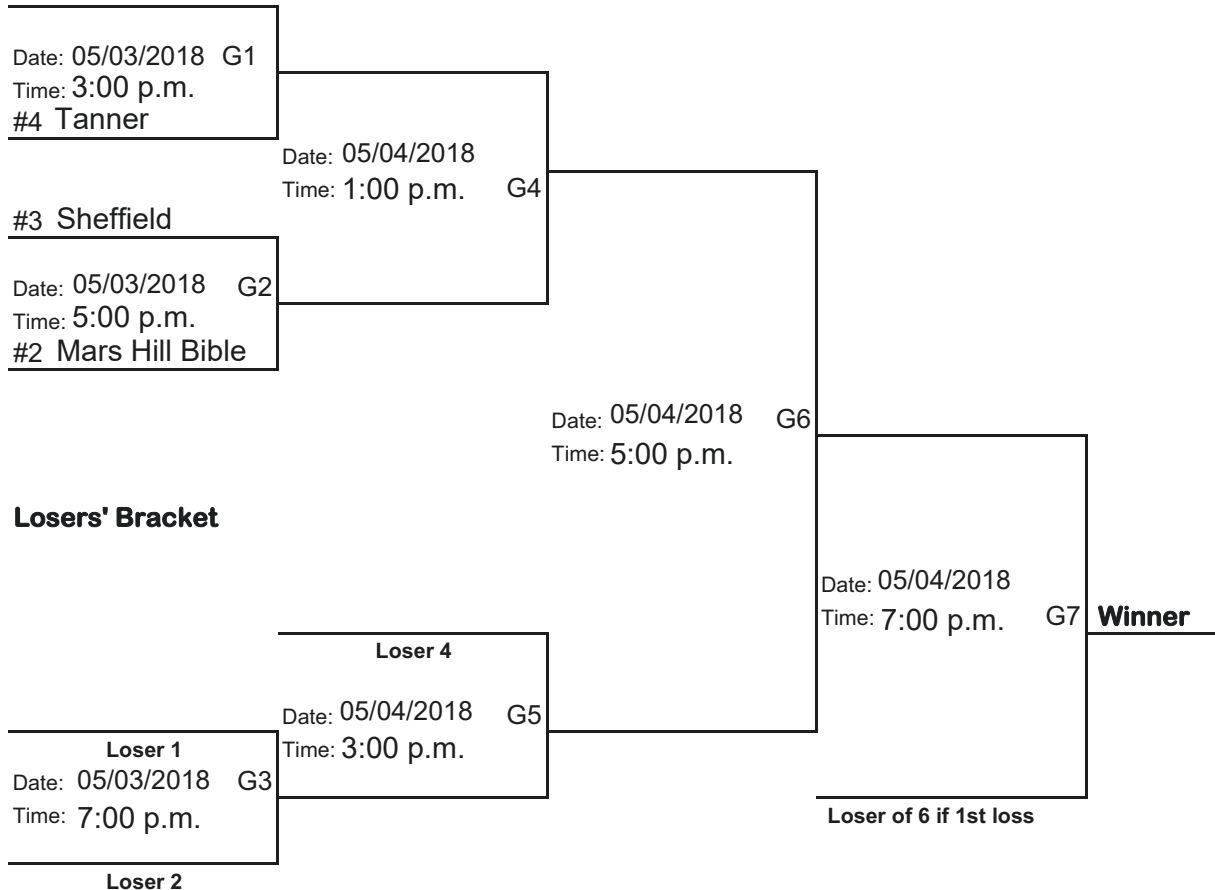 Date: 05/03/2018 G1
Time: 3:00 p.m.
#4 Tanner
Date: 05/04/2018
Time: 1:00 p.m. G4
#3 Sheffield
Date: 05/03/2018 G2
Time: 5:00 p.m.
#2 Mars Hill Bible
Date: 05/04/2018 G6
Time: 5:00 p.m.
Losers' Bracket
Date: 05/04/2018
Time: 7:00 p.m. G7 Winner
Loser 4
Date: 05/04/2018 G5
Time: 3:00 p.m.
Loser 1
Date: 05/03/2018 G3
Time: 7:00 p.m.
Loser of 6 if 1st loss
Loser 2